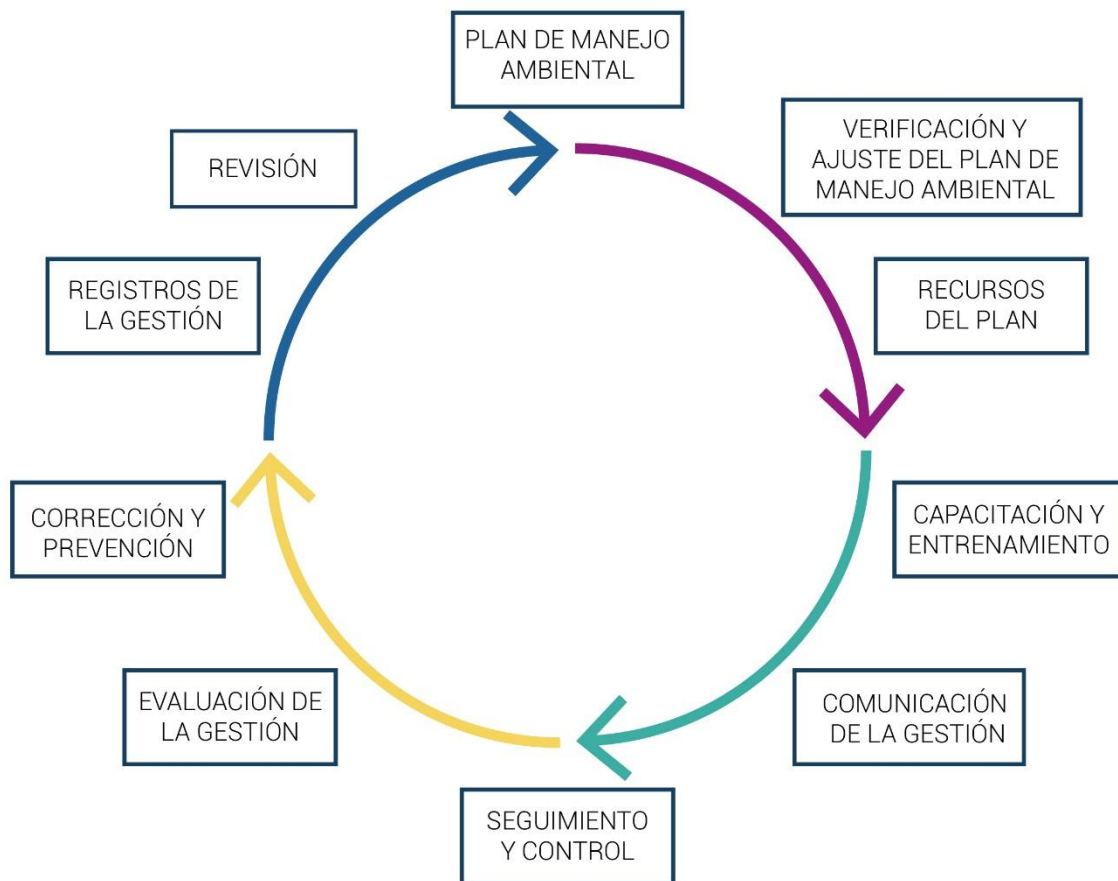 PLAN DE MANEJO
AMBIENTAL
VERIFICACIÓN Y
AJUSTE DEL PLAN DE
MANEJO AMBIENTAL
RECURSOS
DEL PLAN
CAPACITACIÓN Y
ENTRENAMIENTO
COMUNICACIÓN
DE LA GESTIÓN
SEGUIMIENTO
Y CONTROL
EVALUACIÓN DE
LA GESTIÓN
CORRECCIÓN Y
PREVENCIÓN
REGISTROS DE
LA GESTIÓN
REVISIÓN